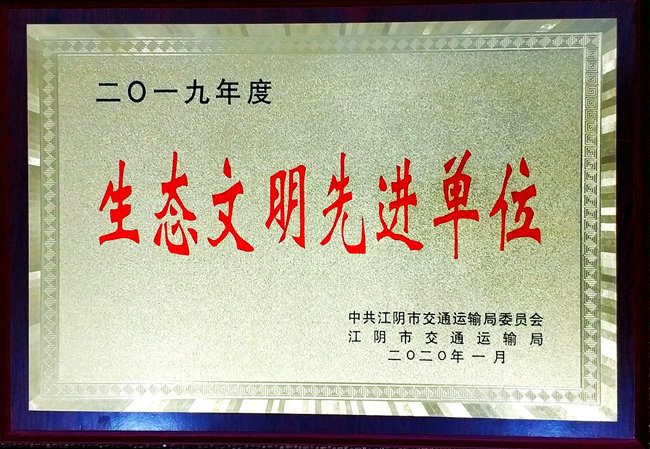 二〇一九年度
生态文明先进单位
中共江阴市交通运输局委员会
江阴市交通运输局
二〇二〇年一月